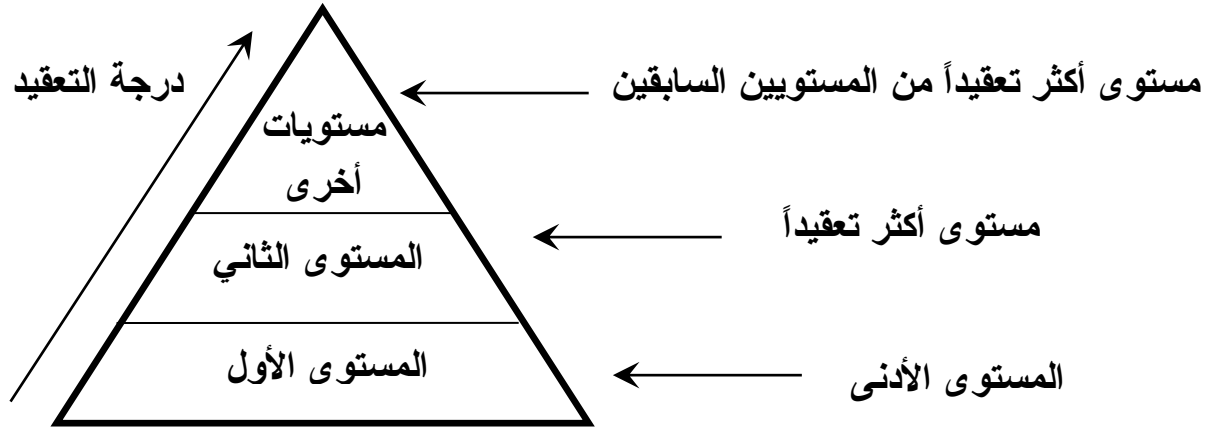 مستوى أكثر تعقيداً من المستويين السابقين
درجة التعقيد
مستويات
أخرى
مستوى أكثر تعقيداً
المستوى الثاني
المستوى الأدنى
المستوى الأول